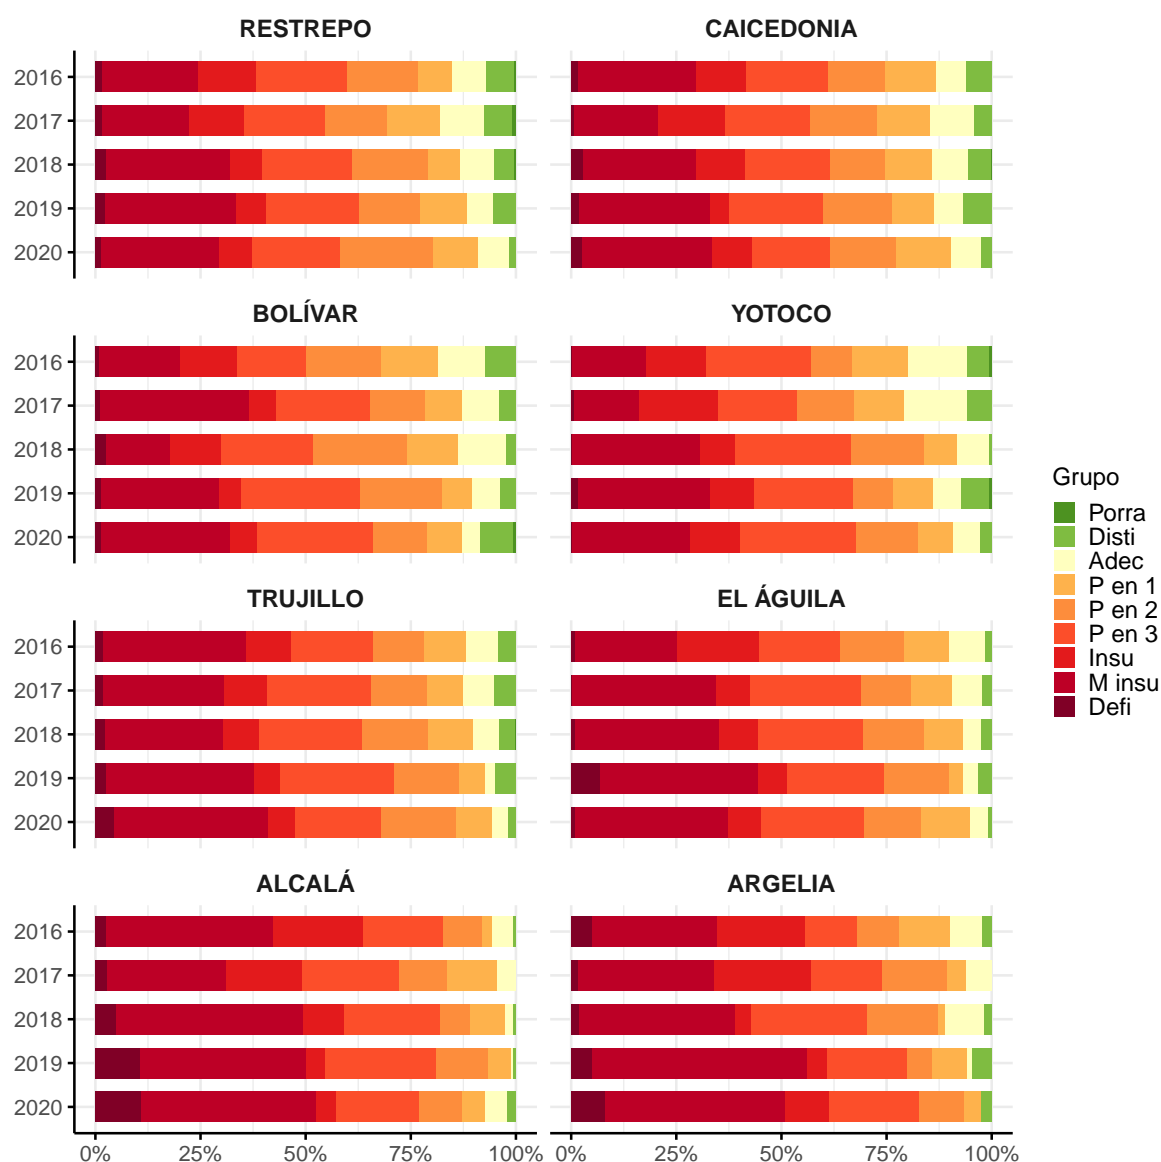 RESTREPO
CAICEDONIA
2016
2017
2018
2019
2020
BOLÍVAR
YOTOCO
2016
2017
2018
2019
2020
TRUJILLO
EL ÁGUILA
2016
2017
2018
2019
2020
ALCALÁ
ARGELIA
2016
2017
2018
2019
2020
0% 25% 50% 75% 100%
0% 25% 50% 75% 100%
Grupo
Porra
Disti
Adec
P en 1
P en 2
P en 3
Insu
M insu
Defi